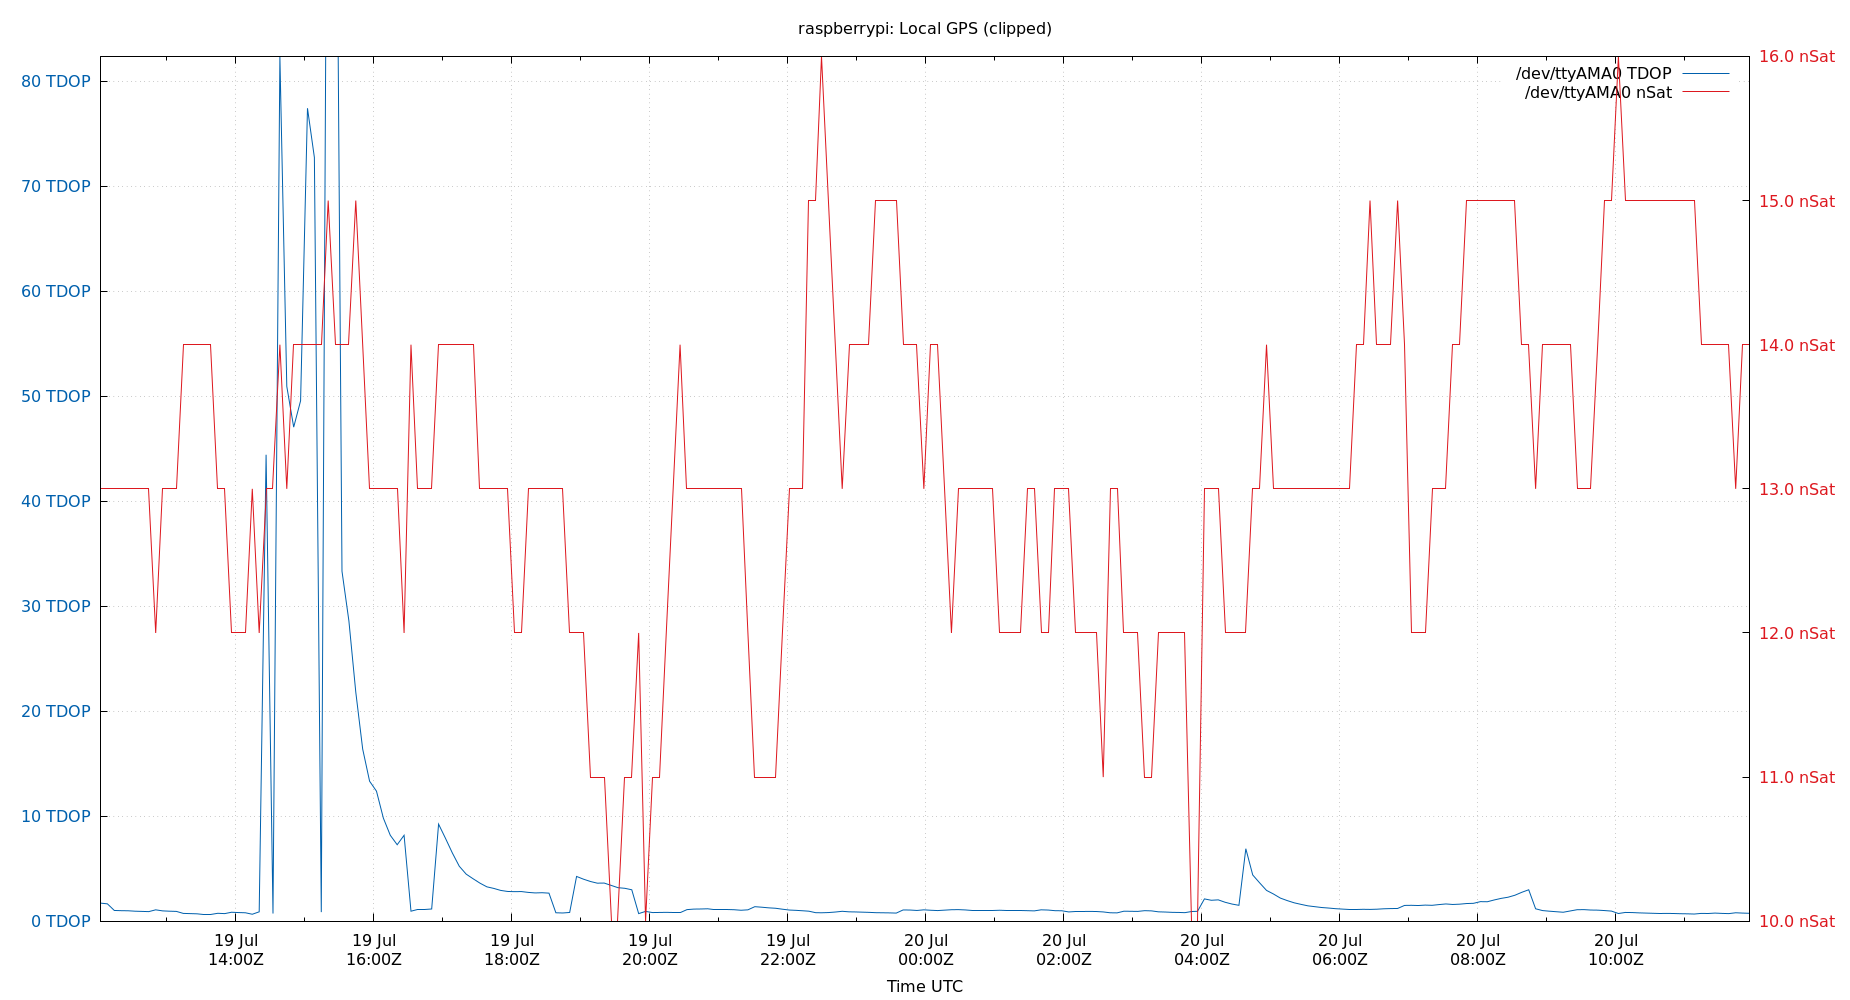 raspberrypi: Local GPS (clipped)
/dev/ttyAMA0 TDOP
/dev/ttyAMA0 nSat
80 TDOP
70 TDOP
60 TDOP
50 TDOP
40 TDOP
30 TDOP
20 TDOP
10 TDOP
0 TDOP
16.0 nSat
15.0 nSat
14.0 nSat
13.0 nSat
12.0 nSat
11.0 nSat
10.0 nSat
19 Jul
14:00Z
19 Jul
16:00Z
19 Jul
18:00Z
19 Jul
20:00Z
19 Jul
22:00Z
20 Jul
00:00Z
20 Jul
02:00Z
20 Jul
04:00Z
20 Jul
06:00Z
20 Jul
08:00Z
20 Jul
10:00Z
Time UTC